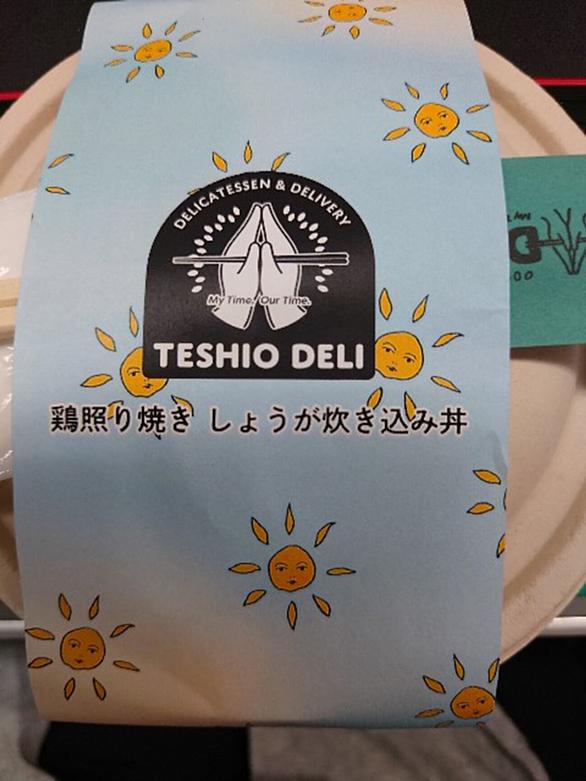 DELICATESSEN & DELIVERY
My Time, Our Time.
TESHIO DELI
鶏照り焼き しょうが炊き込み丼